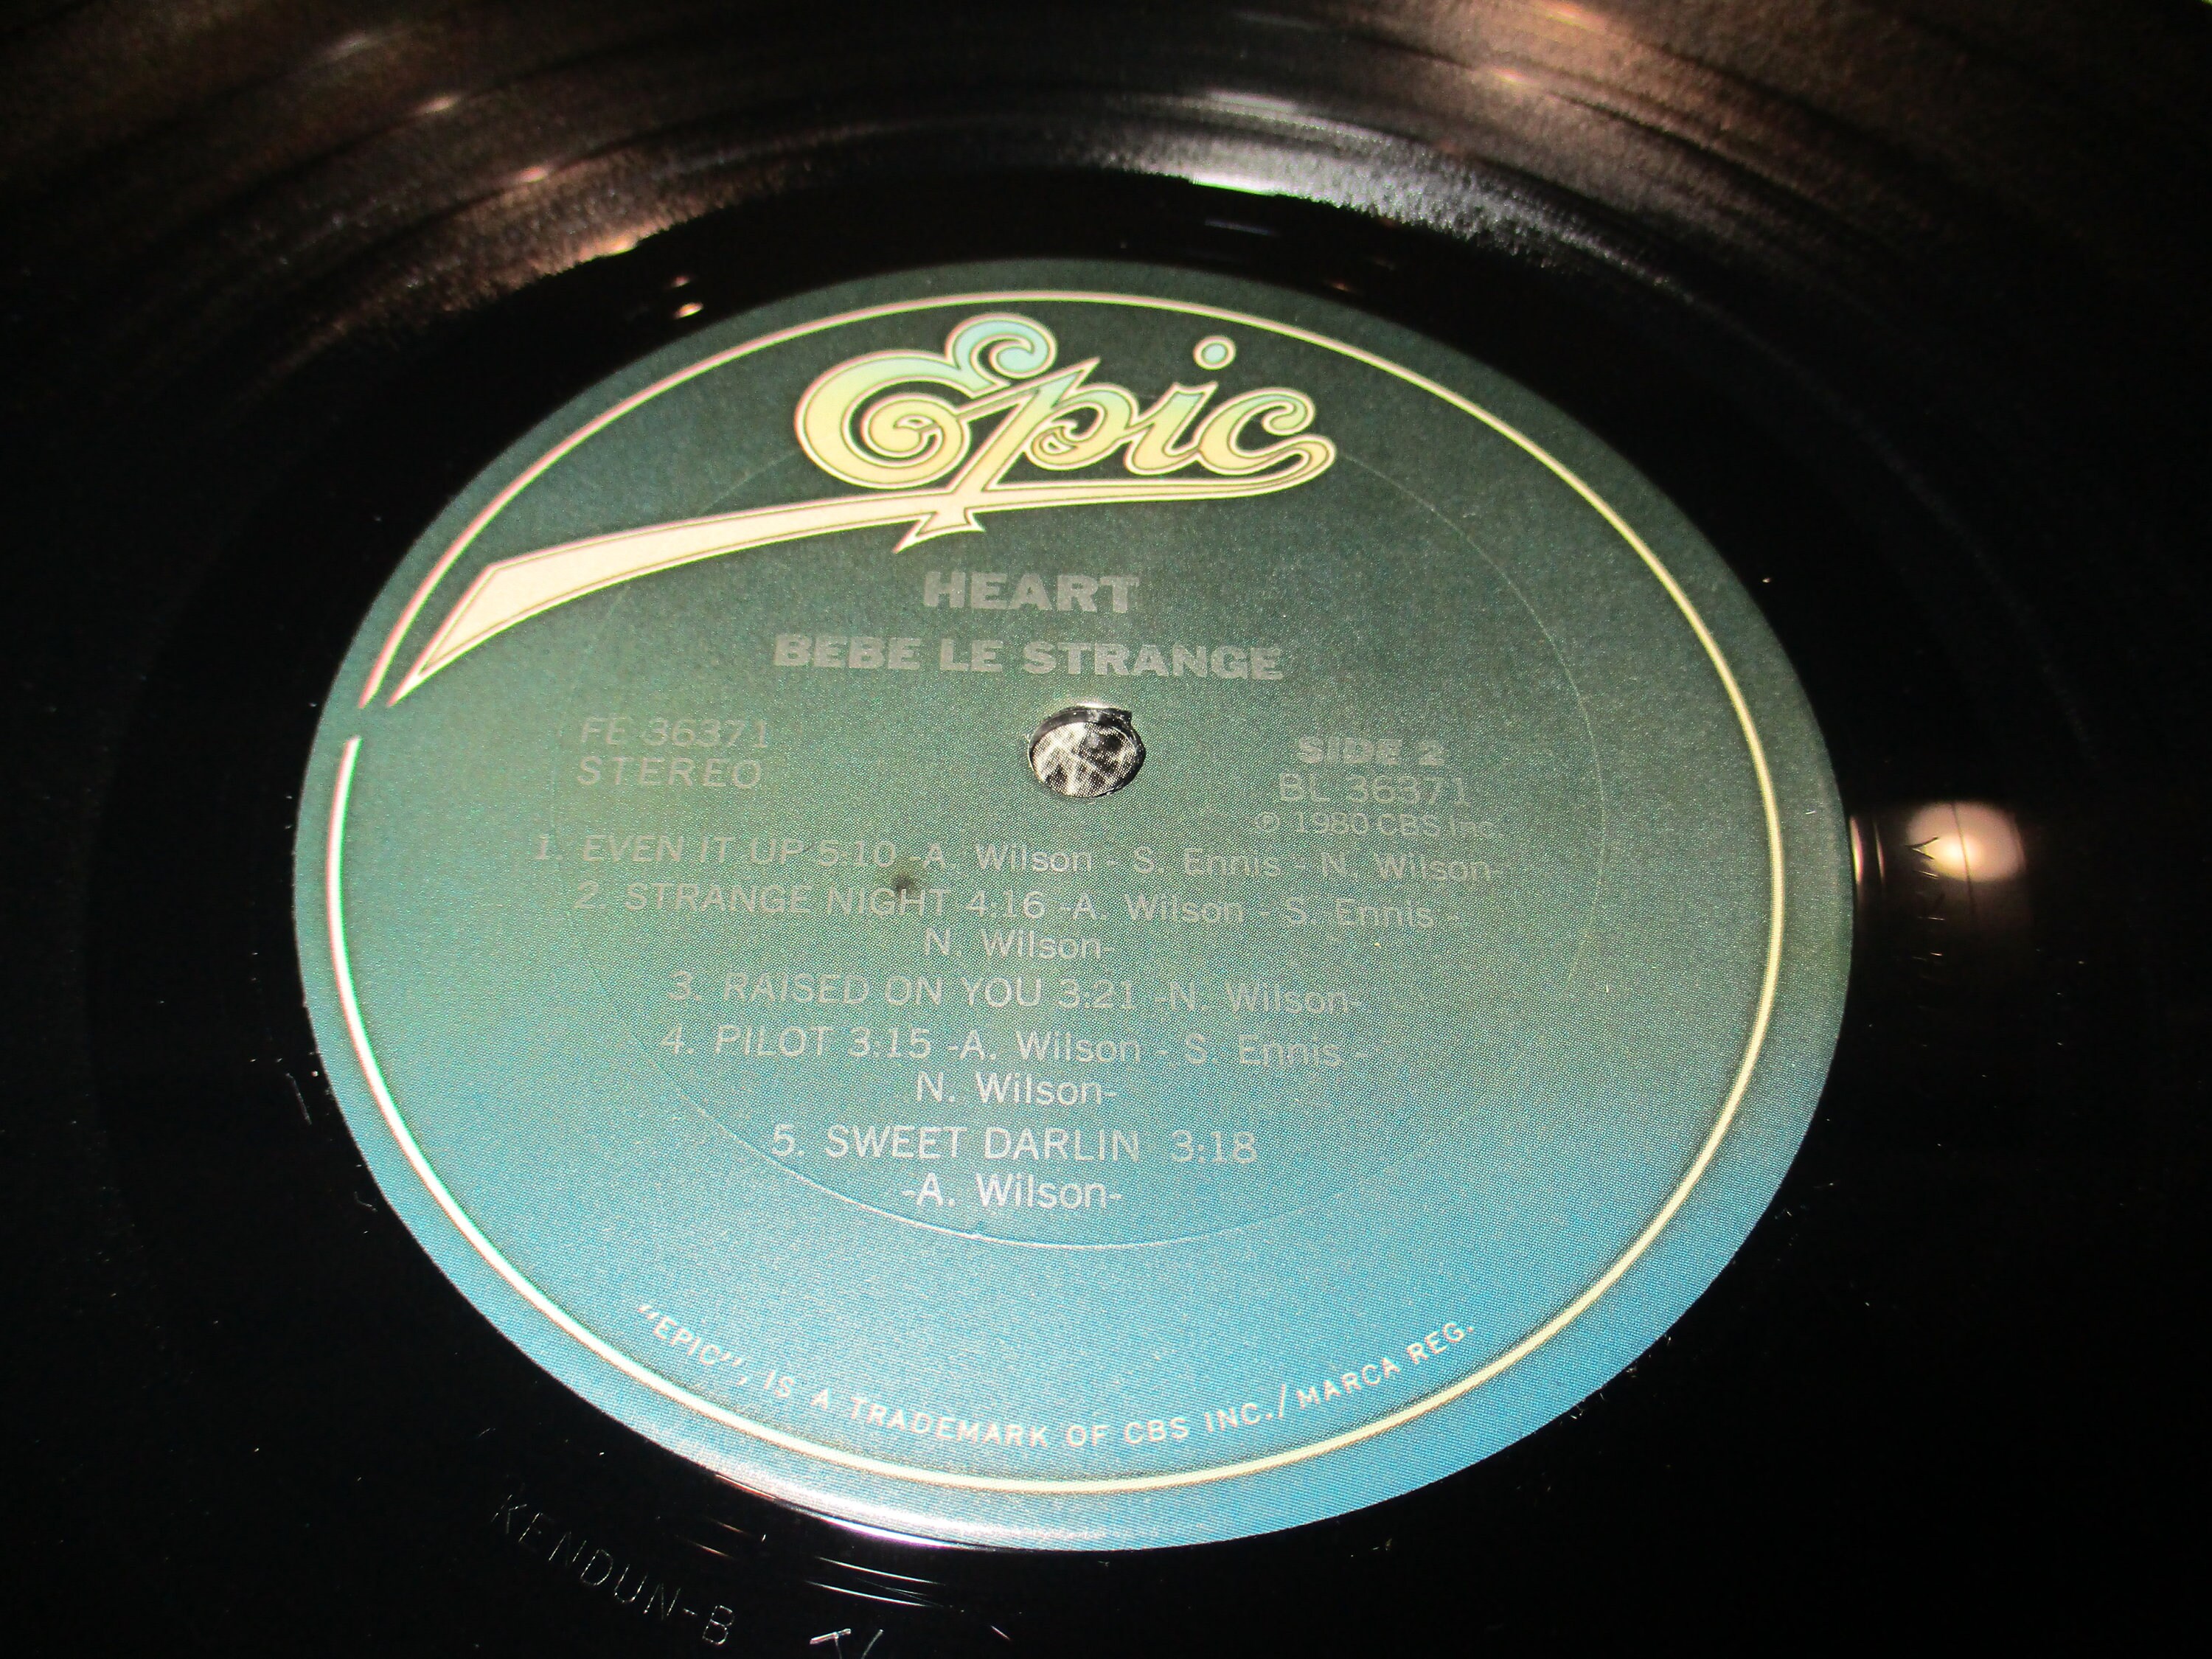 Epic
HEART
BEBE LE STRANGE
FE 36371
STEREO
SIDE 2
BL 36371
℗ 1980 CBS Inc.
1. EVEN IT UP 5:10 -A. Wilson - S. Ennis - N. Wilson-
2. STRANGE NIGHT 4:16 -A. Wilson - S. Ennis -
N. Wilson-
3. RAISED ON YOU 3:21 -N. Wilson-
4. PILOT 3:15 -A. Wilson - S. Ennis -
N. Wilson-
5. SWEET DARLIN 3:18
-A. Wilson-
"EPIC", IS A TRADEMARK OF CBS INC./MARCA REG.
KENDUN-B